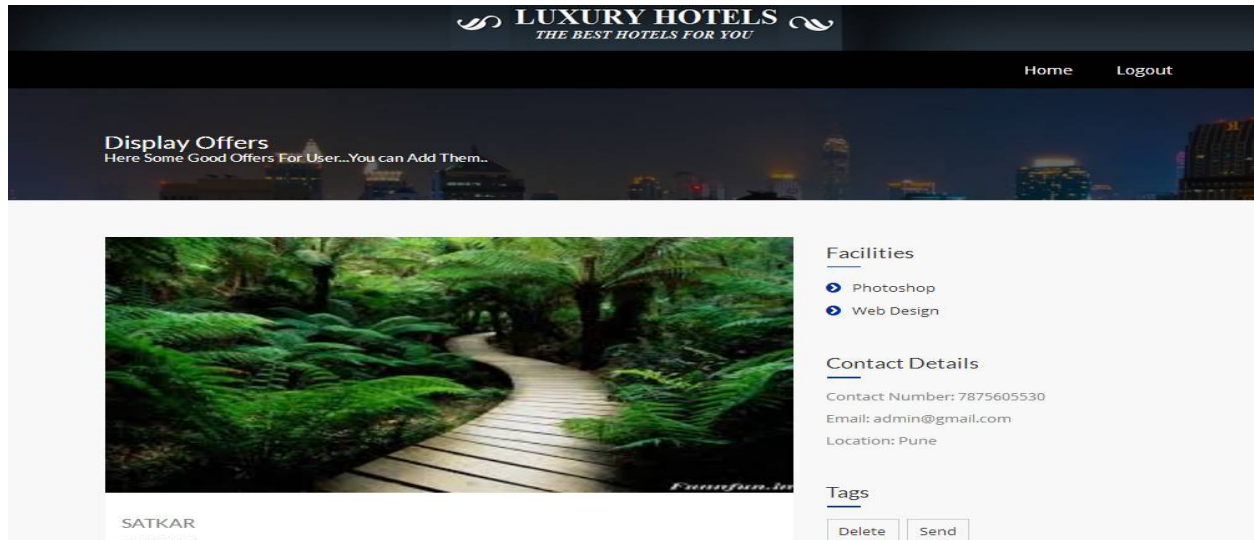 LUXURY HOTELS
THE BEST HOTELS FOR YOU
Home Logout
Display Offers
Here Some Good Offers For User...You can Add Them..
Facilities
Photoshop
Web Design
Contact Details
Contact Number: 7875605530
Email: admin@gmail.com
Location: Pune
Tags
Delete Send
Funnfun.in
SATKAR